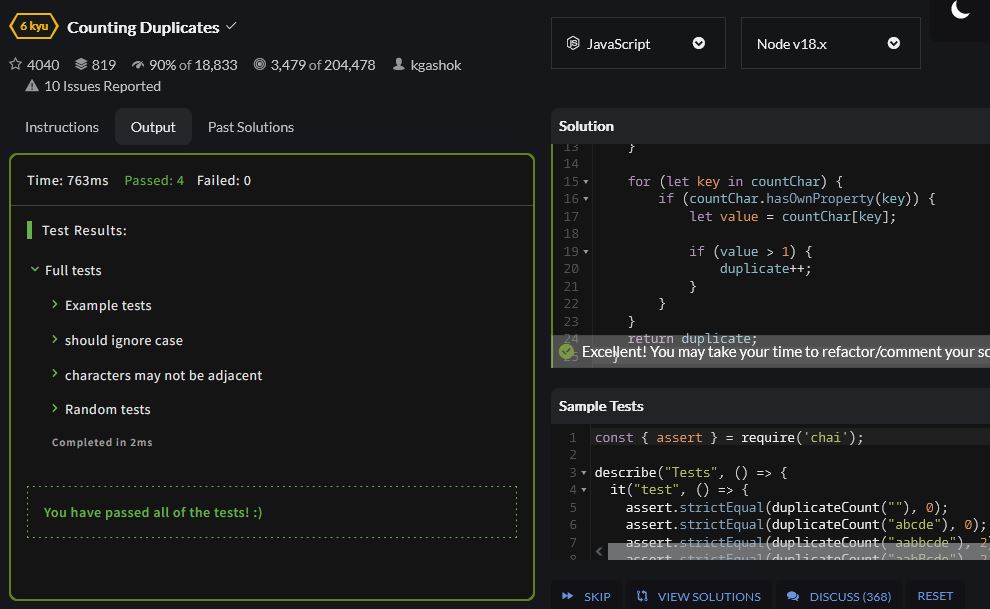 6 kyu Counting Duplicates
4040 819 90% of 18,833 3,479 of 204,478 kgashok
10 Issues Reported
JavaScript
Node v18.x
Instructions Output Past Solutions
Time: 763ms Passed: 4 Failed: 0
Test Results:
Full tests
Example tests
should ignore case
characters may not be adjacent
Random tests
Completed in 2ms
You have passed all of the tests! :)
Solution
13 }
14
15 for (let key in countChar) {
16 if (countChar.hasOwnProperty(key)) {
17 let value = countChar[key];
18
19 if (value > 1) {
20 duplicate++;
21 }
22 }
23 }
24 return duplicate;
25 }
Excellent! You may take your time to refactor/comment your so
Sample Tests
1 const { assert } = require('chai');
2
3 describe("Tests", () => {
4 it("test", () => {
5 assert.strictEqual(duplicateCount(""), 0);
6 assert.strictEqual(duplicateCount("abcde"), 0);
7 assert.strictEqual(duplicateCount("aabbcde"), 2
8 assert.strictEqual(duplicateCount("aabBcde"), 2
SKIP VIEW SOLUTIONS DISCUSS (368) RESET